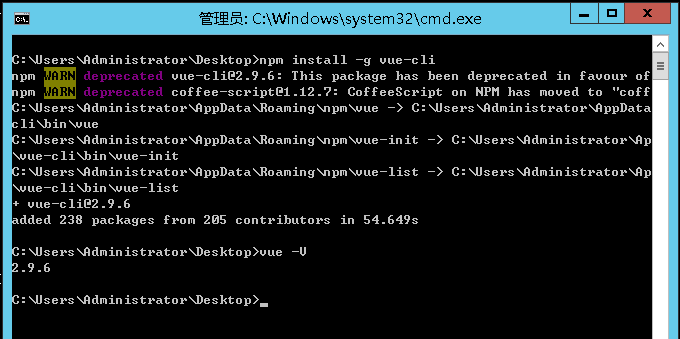 管理员: C:\Windows\system32\cmd.exe
C:\Users\Administrator\Desktop>npm install -g vue-cli
npm WARN deprecated vue-cli@2.9.6: This package has been deprecated in favour of
npm WARN deprecated coffee-script@1.12.7: CoffeeScript on NPM has moved to "coff
C:\Users\Administrator\AppData\Roaming\npm\vue -> C:\Users\Administrator\AppData
cli\bin\vue
C:\Users\Administrator\AppData\Roaming\npm\vue-init -> C:\Users\Administrator\Ap
\vue-cli\bin\vue-init
C:\Users\Administrator\AppData\Roaming\npm\vue-list -> C:\Users\Administrator\Ap
\vue-cli\bin\vue-list
+ vue-cli@2.9.6
added 238 packages from 205 contributors in 54.649s
C:\Users\Administrator\Desktop>vue -V
2.9.6
C:\Users\Administrator\Desktop>